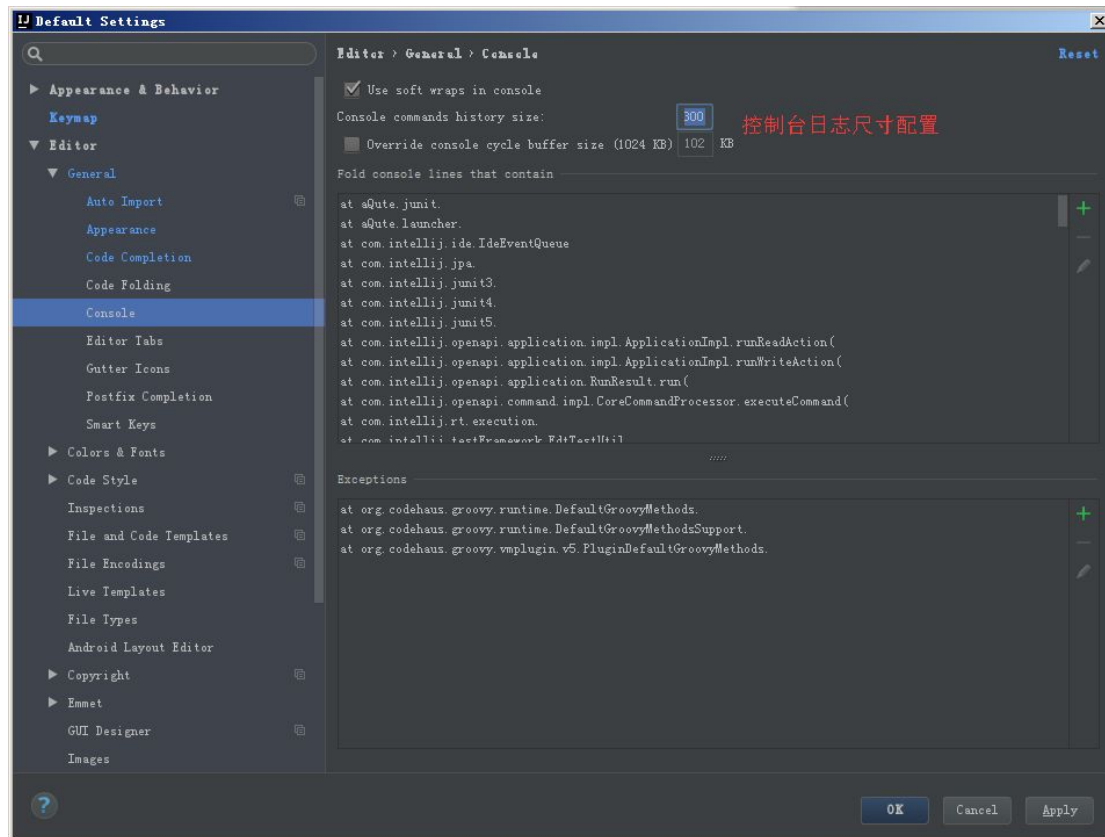 Default Settings
Appearance & Behavior
Keymap
Editor
General
Auto Import
Appearance
Code Completion
Code Folding
Console
Editor Tabs
Gutter Icons
Postfix Completion
Smart Keys
Colors & Fonts
Code Style
Inspections
File and Code Templates
File Encodings
Live Templates
File Types
Android Layout Editor
Copyright
Emmet
GUI Designer
Images
Editor › General › Console
Reset
Use soft wraps in console
Console commands history size: 300
控制台日志尺寸配置
Override console cycle buffer size (1024 KB) 102 KB
Fold console lines that contain
at aQute.junit.
at aQute.launcher.
at com.intellij.ide.IdeEventQueue
at com.intellij.jpa.
at com.intellij.junit3.
at com.intellij.junit4.
at com.intellij.junit5.
at com.intellij.openapi.application.impl.ApplicationImpl.runReadAction(
at com.intellij.openapi.application.impl.ApplicationImpl.runWriteAction(
at com.intellij.openapi.application.RunResult.run(
at com.intellij.openapi.command.impl.CoreCommandProcessor.executeCommand(
at com.intellij.rt.execution.
at com.intellij.testFramework.EdtTestUtil
Exceptions
at org.codehaus.groovy.runtime.DefaultGroovyMethods.
at org.codehaus.groovy.runtime.DefaultGroovyMethodsSupport.
at org.codehaus.groovy.vmplugin.v5.PluginDefaultGroovyMethods.
?
OK
Cancel
Apply